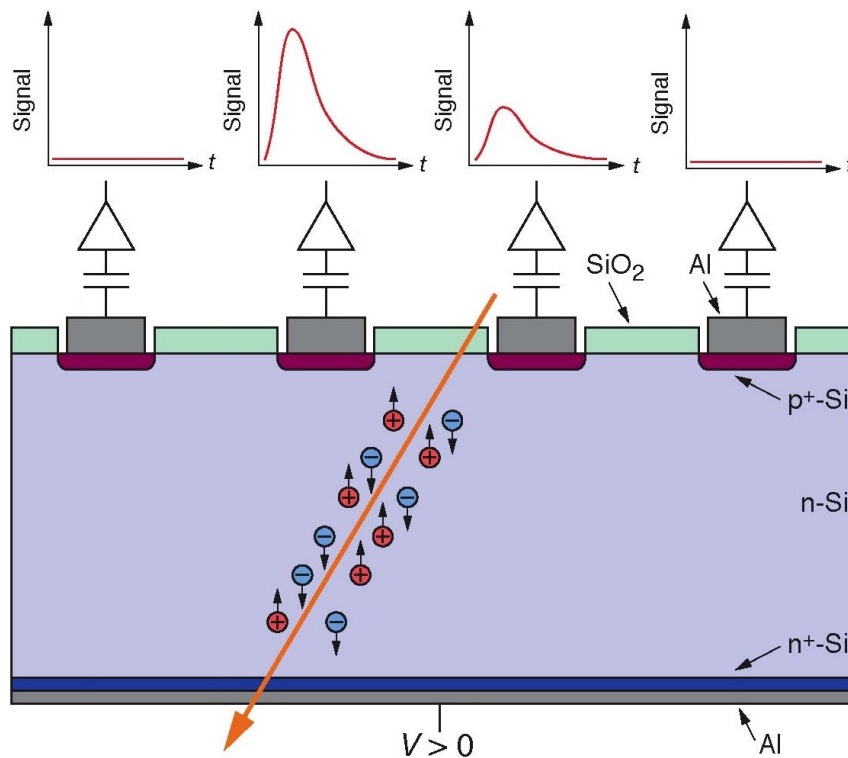 Signal
t
Signal
t
Signal
t
Signal
t
SiO2
Al
p+-Si
n-Si
n+-Si
V > 0
Al